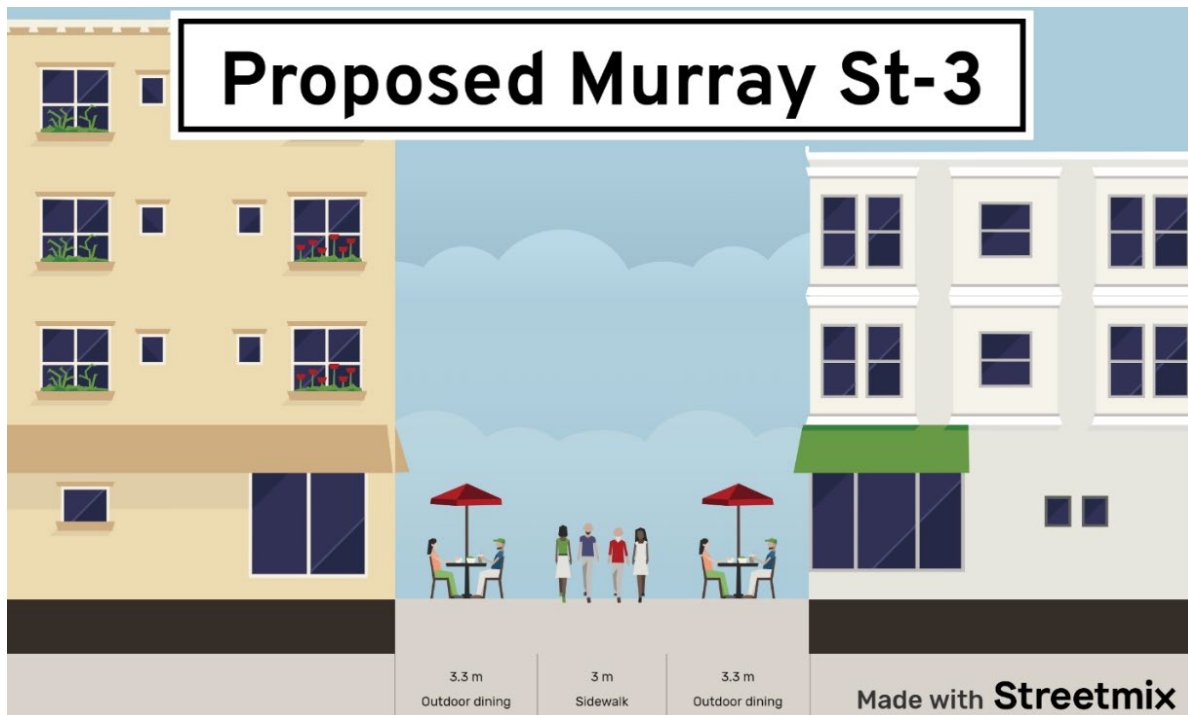 Proposed Murray St-3
3.3 m
Outdoor dining
3 m
Sidewalk
3.3 m
Outdoor dining
Made with Streetmix